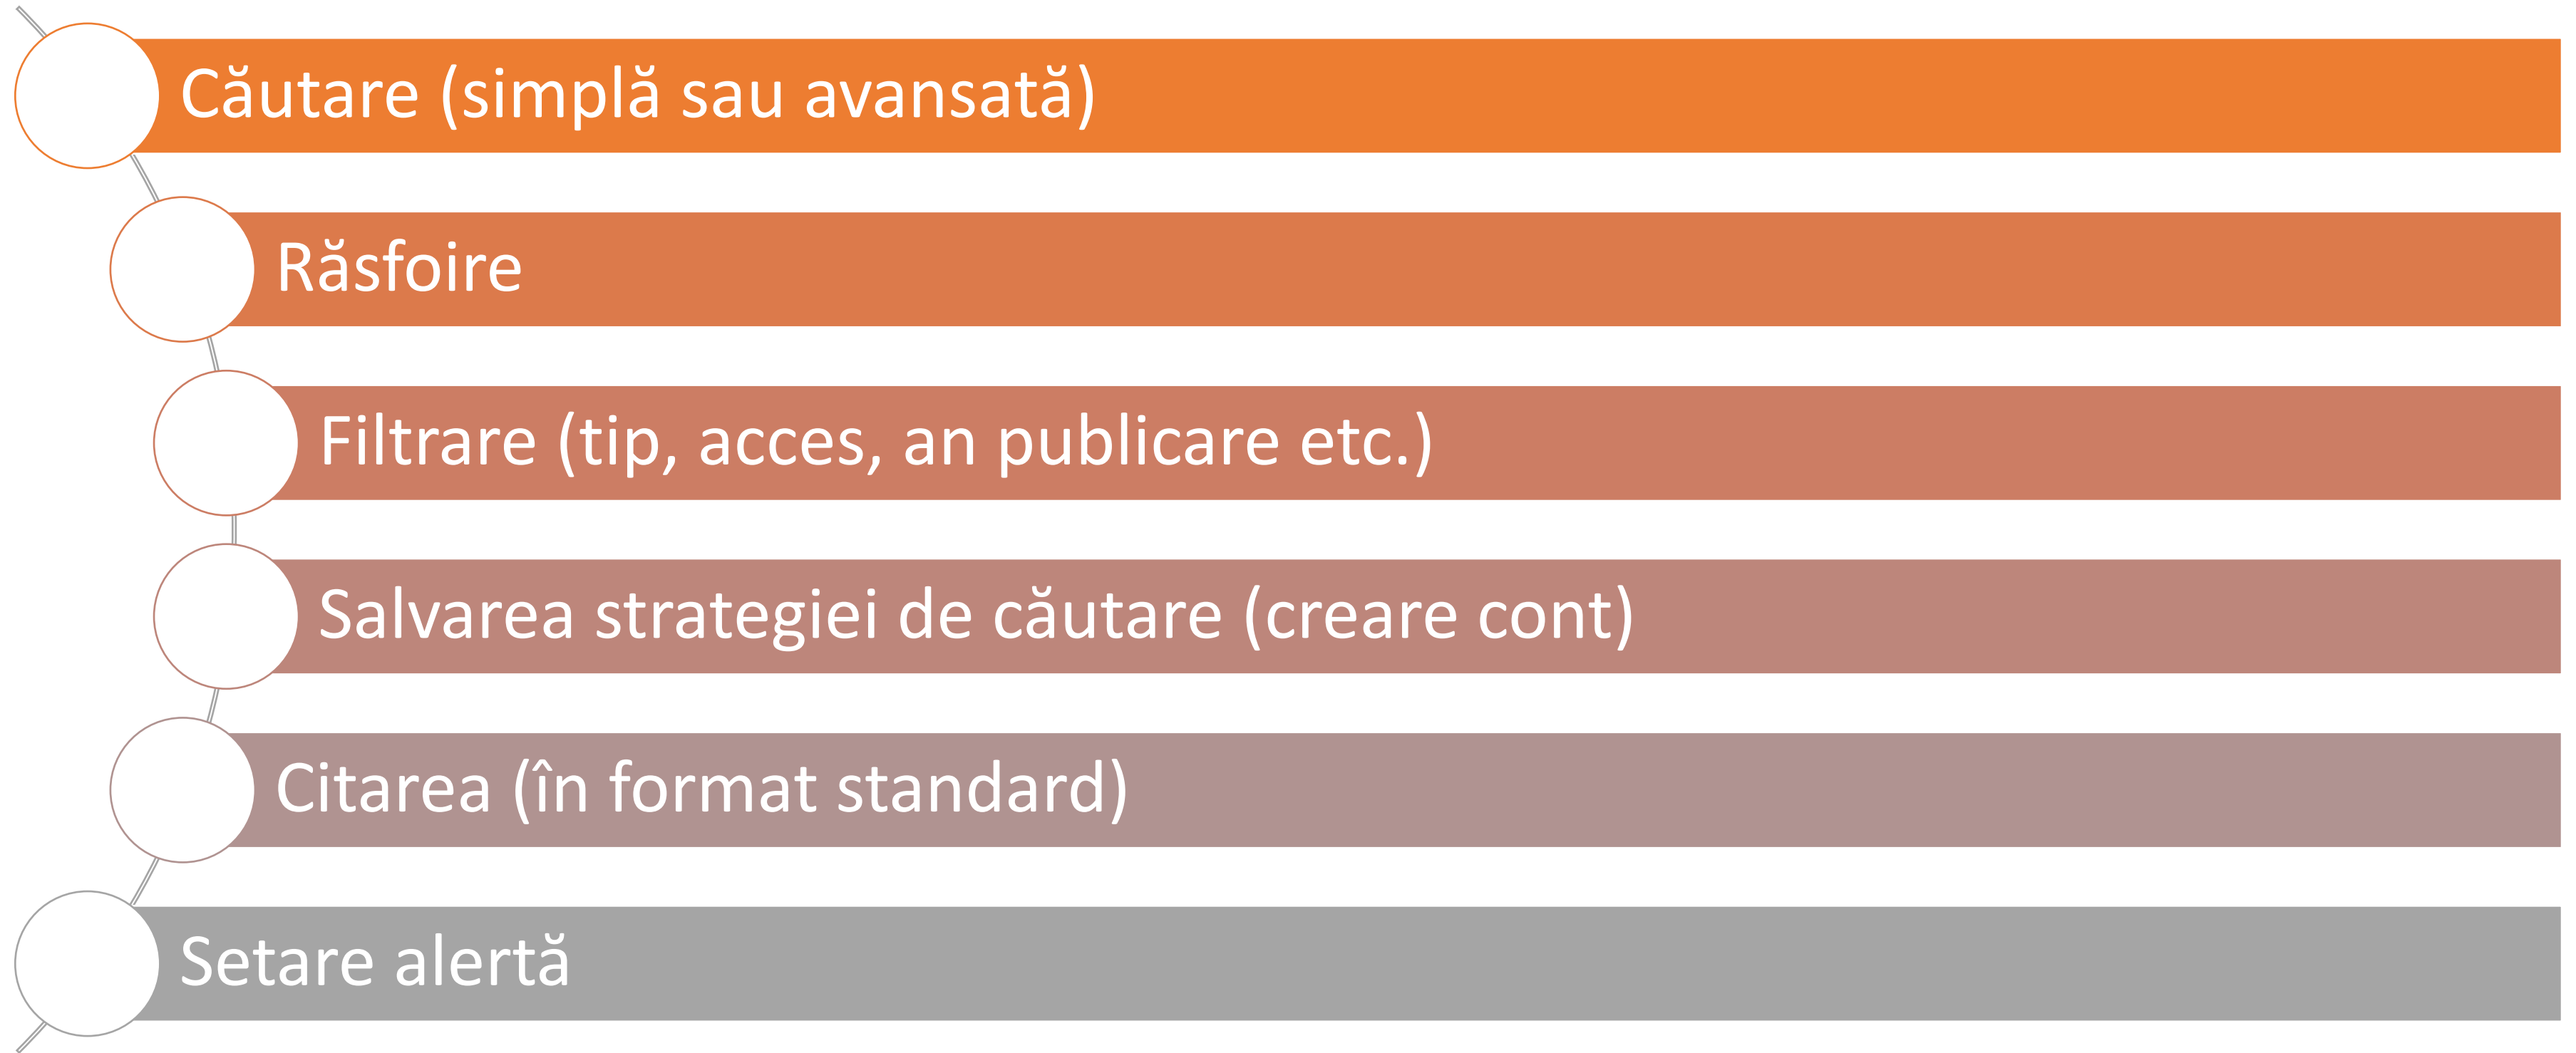 Căutare (simplă sau avansată)
Răsfoire
Filtrare (tip, acces, an publicare etc.)
Salvarea strategiei de căutare (creare cont)
Citarea (în format standard)
Setare alertă